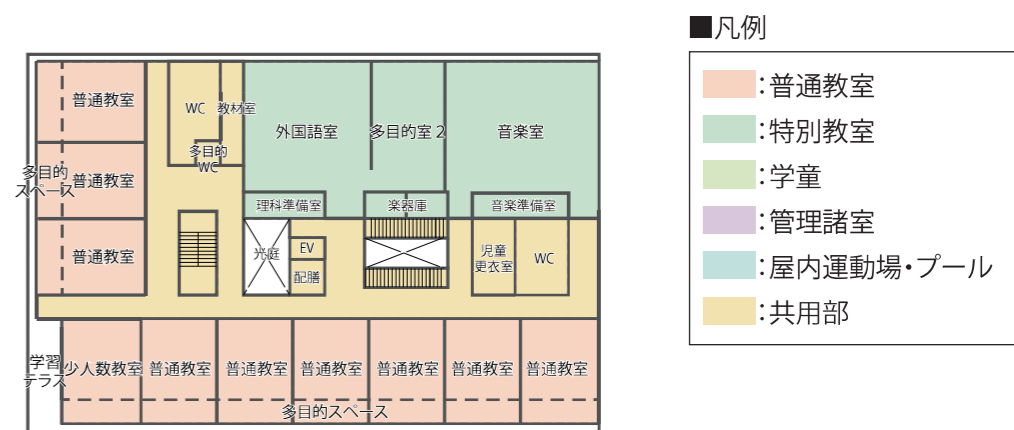 普通教室
WC
教材室
多目的
WC
外国語室
多目的室2
音楽室
多目的
スペース
普通教室
理科準備室
楽器庫
音楽準備室
普通教室
光庭
EV
配膳
児童
更衣室
WC
学習
テラス
少人数教室
普通教室
普通教室
普通教室
普通教室
普通教室
普通教室
多目的スペース
■凡例
:普通教室
:特別教室
:学童
:管理諸室
:屋内運動場・プール
:共用部